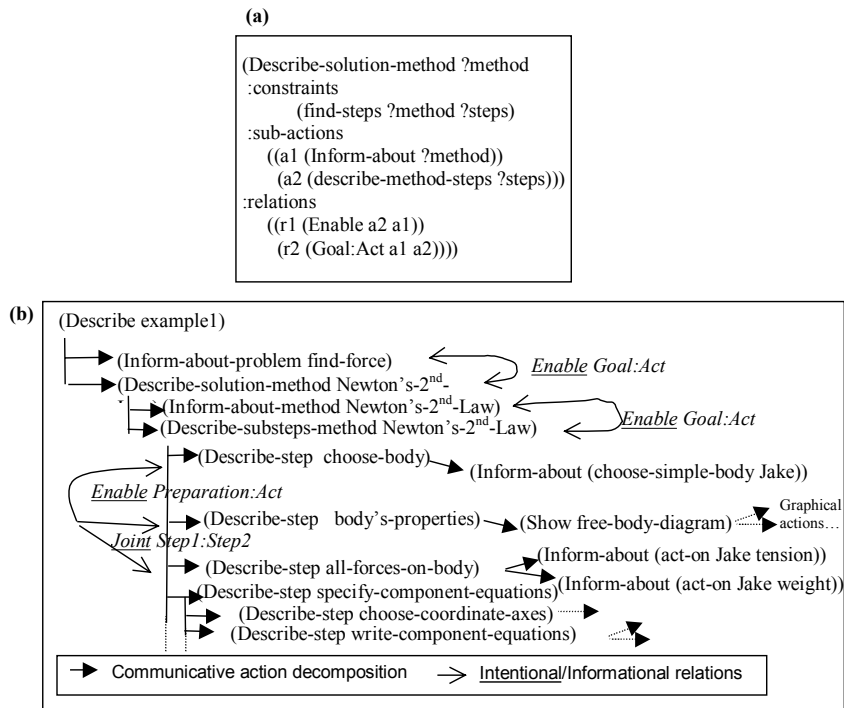 (a)
(Describe-solution-method ?method
:constraints
(find-steps ?method ?steps)
:sub-actions
((a1 (Inform-about ?method))
(a2 (describe-method-steps ?steps)))
:relations
((r1 (Enable a2 a1))
(r2 (Goal:Act a1 a2))))
(b)
(Describe example1)
(Inform-about-problem find-force)
Enable Goal:Act
(Describe-solution-method Newton's-2nd-
(Inform-about-method Newton's-2nd-Law)
Enable Goal:Act
(Describe-substeps-method Newton's-2nd-Law)
(Describe-step choose-body)
(Inform-about (choose-simple-body Jake))
Enable Preparation:Act
(Describe-step body's-properties)
(Show free-body-diagram)
Graphical
actions…
Joint Step1:Step2
(Inform-about (act-on Jake tension))
(Describe-step all-forces-on-body)
(Inform-about (act-on Jake weight))
(Describe-step specify-component-equations)
(Describe-step choose-coordinate-axes)
(Describe-step write-component-equations)
Communicative action decomposition
Intentional/Informational relations